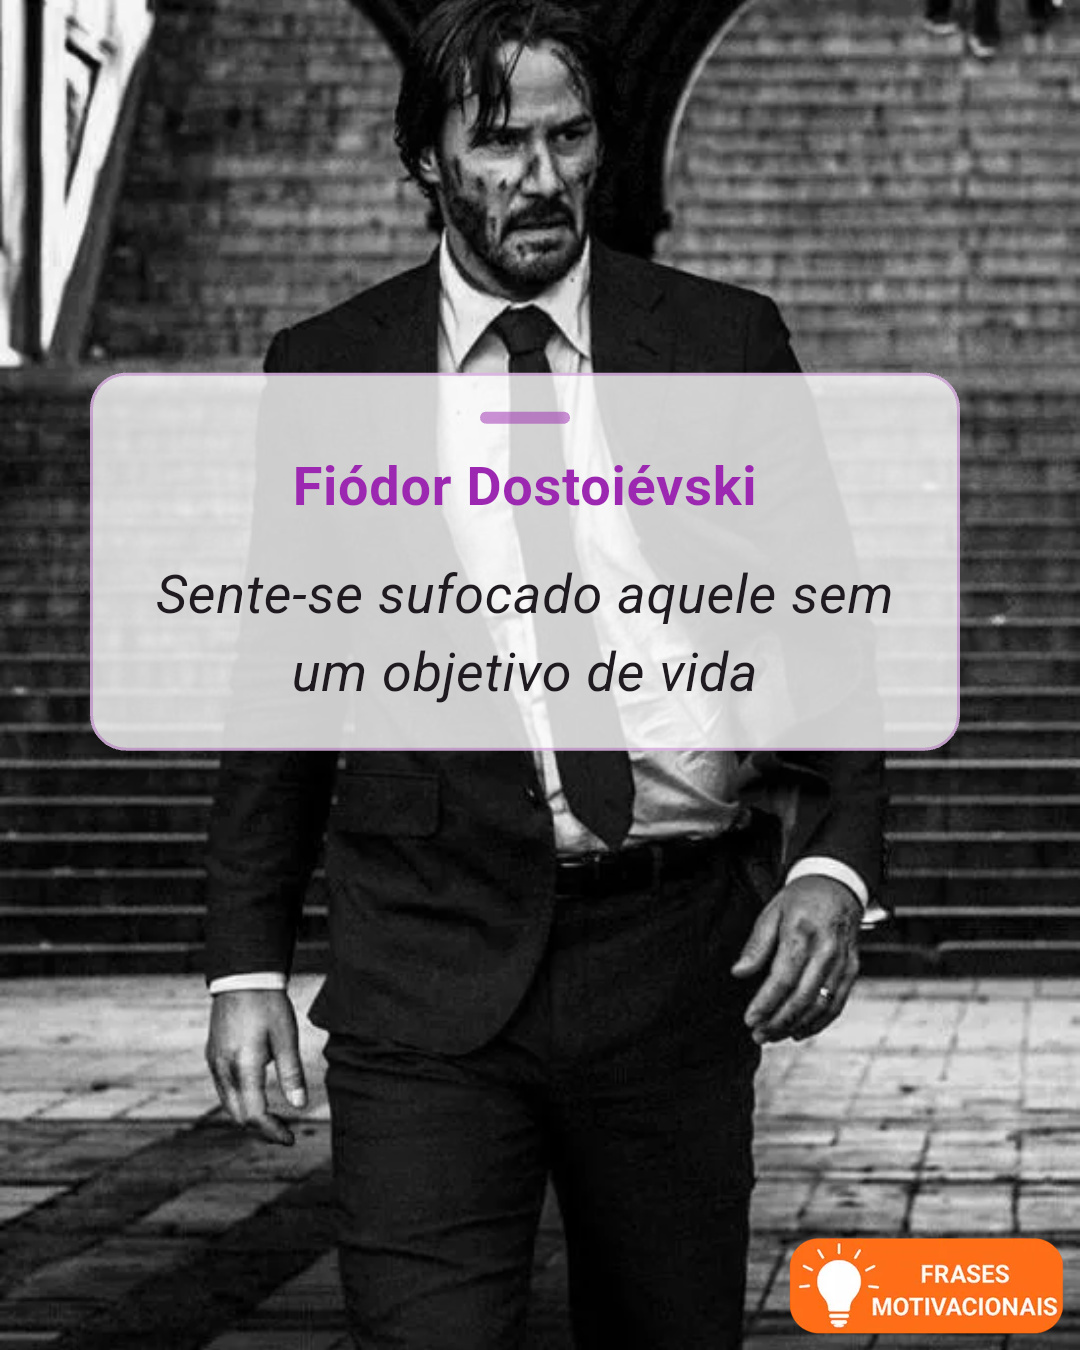 Fiódor Dostoiévski
Sente-se sufocado aquele sem
um objetivo de vida
FRASES
MOTIVACIONAIS